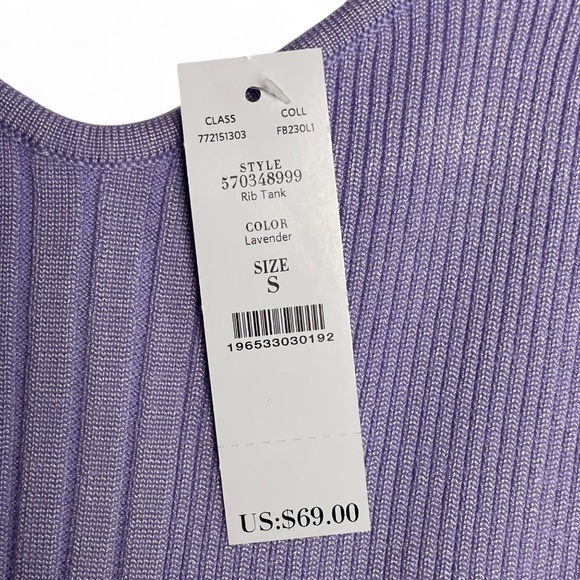 CLASS COLL
772151303 FB230L1
STYLE
570348999
Rib Tank
COLOR
Lavender
SIZE
S
196533030192
US:$69.00